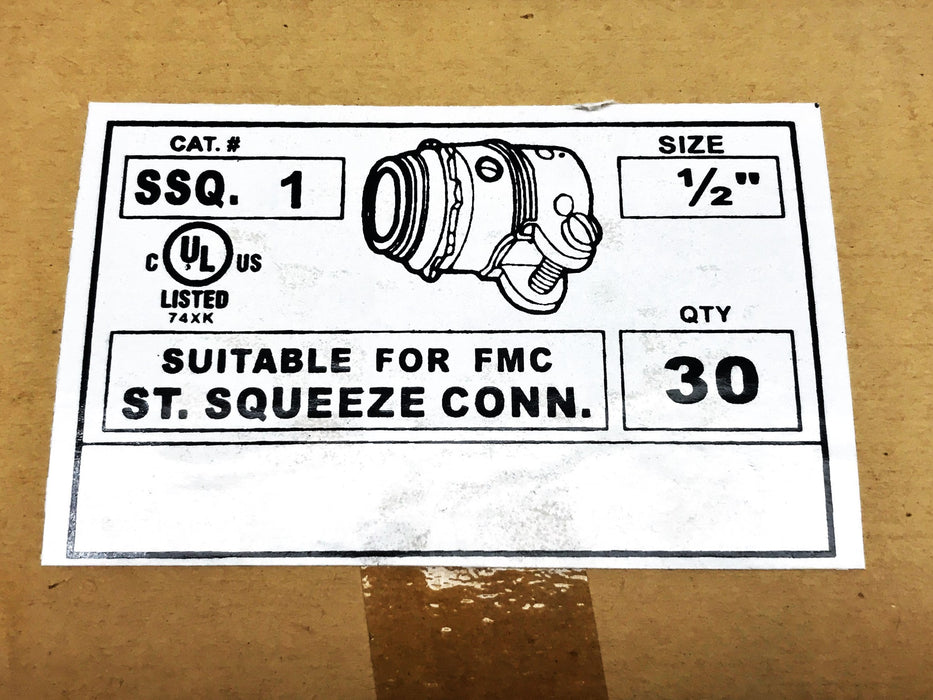 CAT. #
SSQ. 1
SIZE
½"
C UL US
LISTED
74XK
QTY
30
SUITABLE FOR FMC
ST. SQUEEZE CONN.